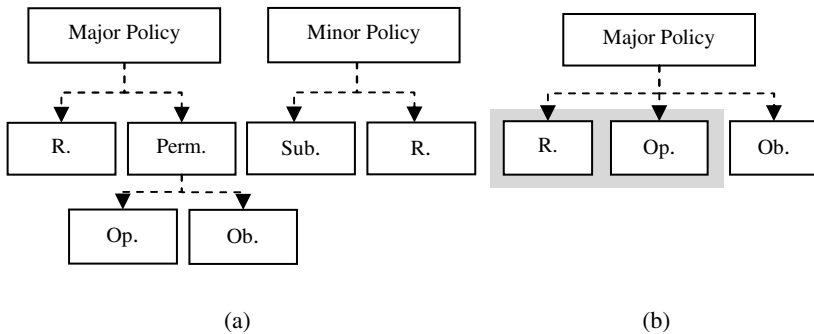 Major Policy
Minor Policy
R.
Perm.
Sub.
R.
Op.
Ob.
(a)
Major Policy
R.
Op.
Ob.
(b)